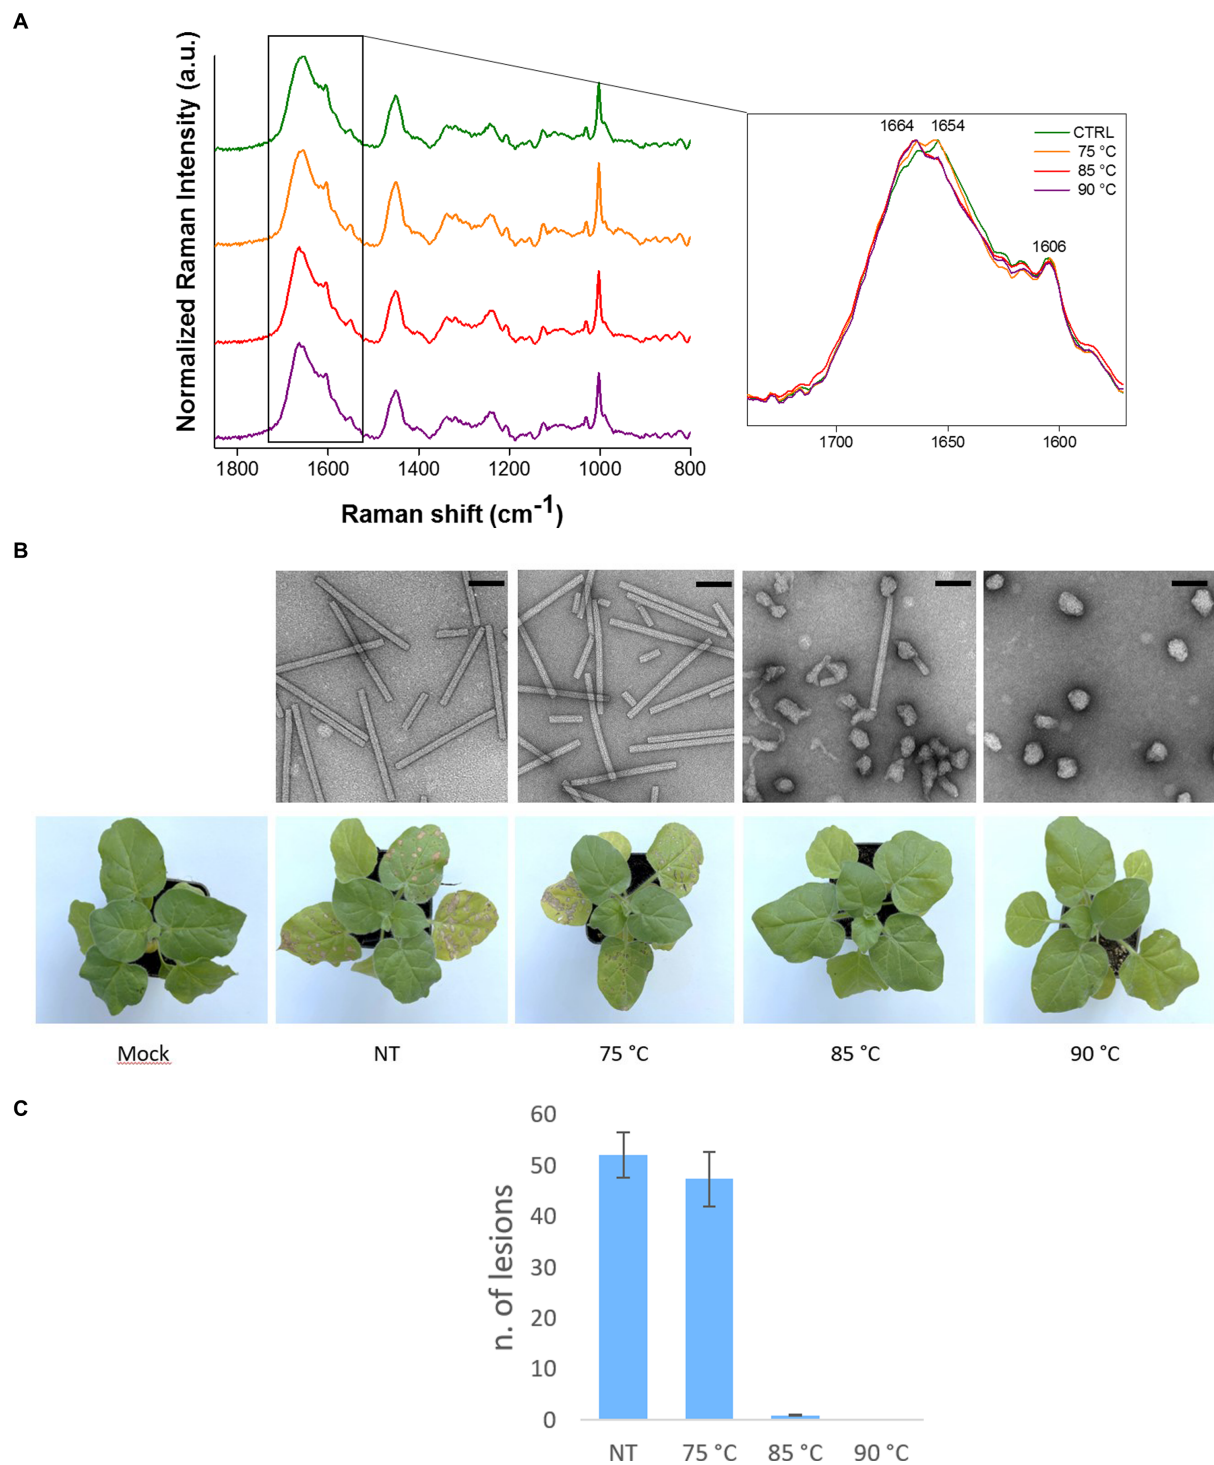 A
Normalized Raman Intensity (a.u.)
1664 1654
CTRL
75 °C
85 °C
90 °C
1606
1700 1650 1600
1800 1600 1400 1200 1000 800
Raman shift (cm-1)
B
Mock NT 75 °C 85 °C 90 °C
C
n. of lesions
60
50
40
30
20
10
0
NT 75 °C 85 °C 90 °C